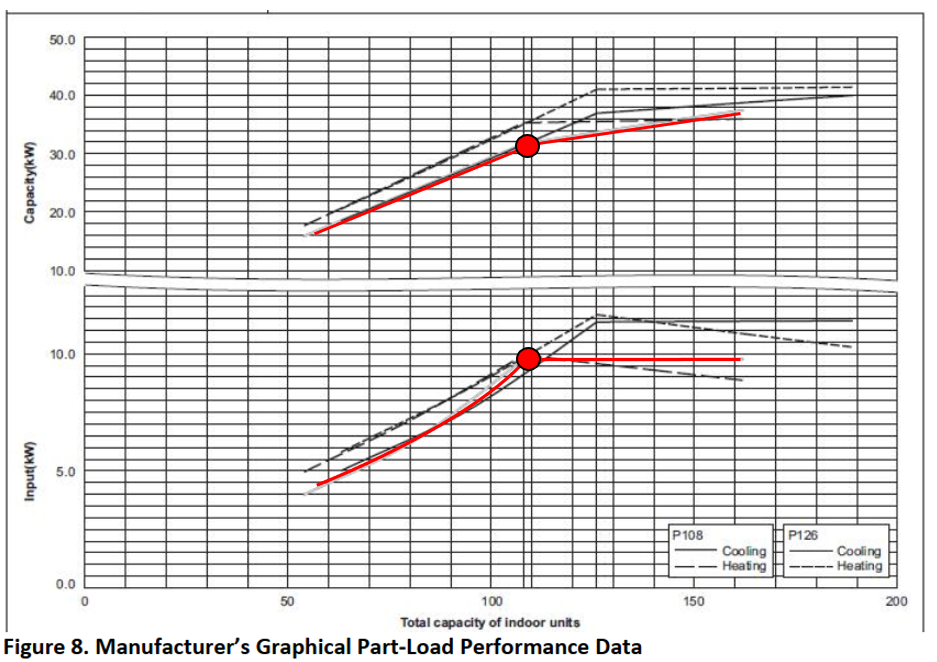 50.0
40.0
30.0
20.0
10.0
Capacity(kW)
10.0
5.0
0.0
Input(kW)
P108
Cooling
Heating
P126
Cooling
Heating
0
50
100
150
200
Total capacity of indoor units
Figure 8. Manufacturer's Graphical Part-Load Performance Data